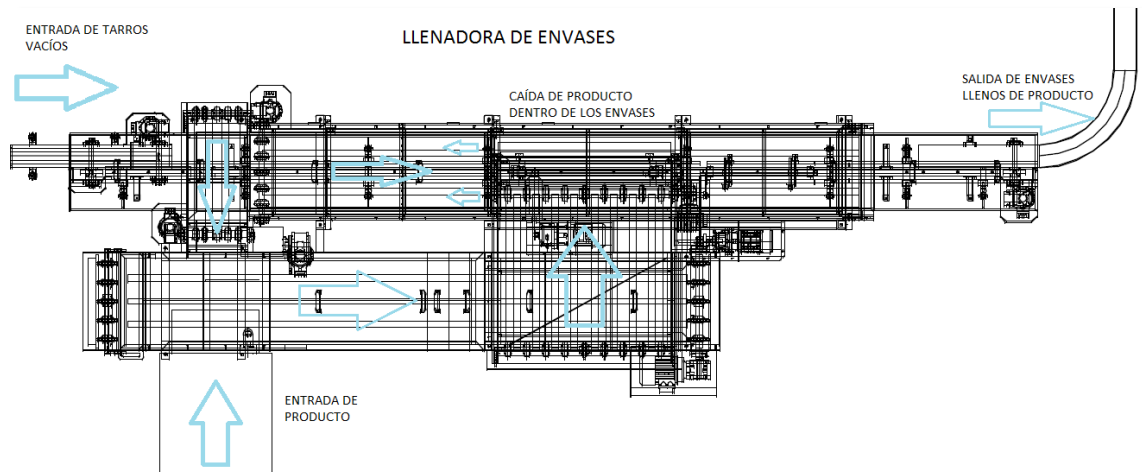 ENTRADA DE TARROS
VACÍOS
LLENADORA DE ENVASES
CAÍDA DE PRODUCTO
DENTRO DE LOS ENVASES
SALIDA DE ENVASES
LLENOS DE PRODUCTO
ENTRADA DE
PRODUCTO